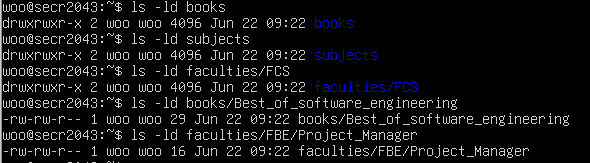 woo@secr2043:~$ ls -ld books
drwxrwxr-x 2 woo woo 4096 Jun 22 09:22 books
woo@secr2043:~$ ls -ld subjects
drwxrwxr-x 2 woo woo 4096 Jun 22 09:22 subjects
woo@secr2043:~$ ls -ld faculties/FCS
drwxrwxr-x 2 woo woo 4096 Jun 22 09:22 faculties/FCS
woo@secr2043:~$ ls -ld books/Best_of_software_engineering
-rw-rw-r-- 1 woo woo 29 Jun 22 09:22 books/Best_of_software_engineering
woo@secr2043:~$ ls -ld faculties/FBE/Project_Manager
-rw-rw-r-- 1 woo woo 16 Jun 22 09:22 faculties/FBE/Project_Manager